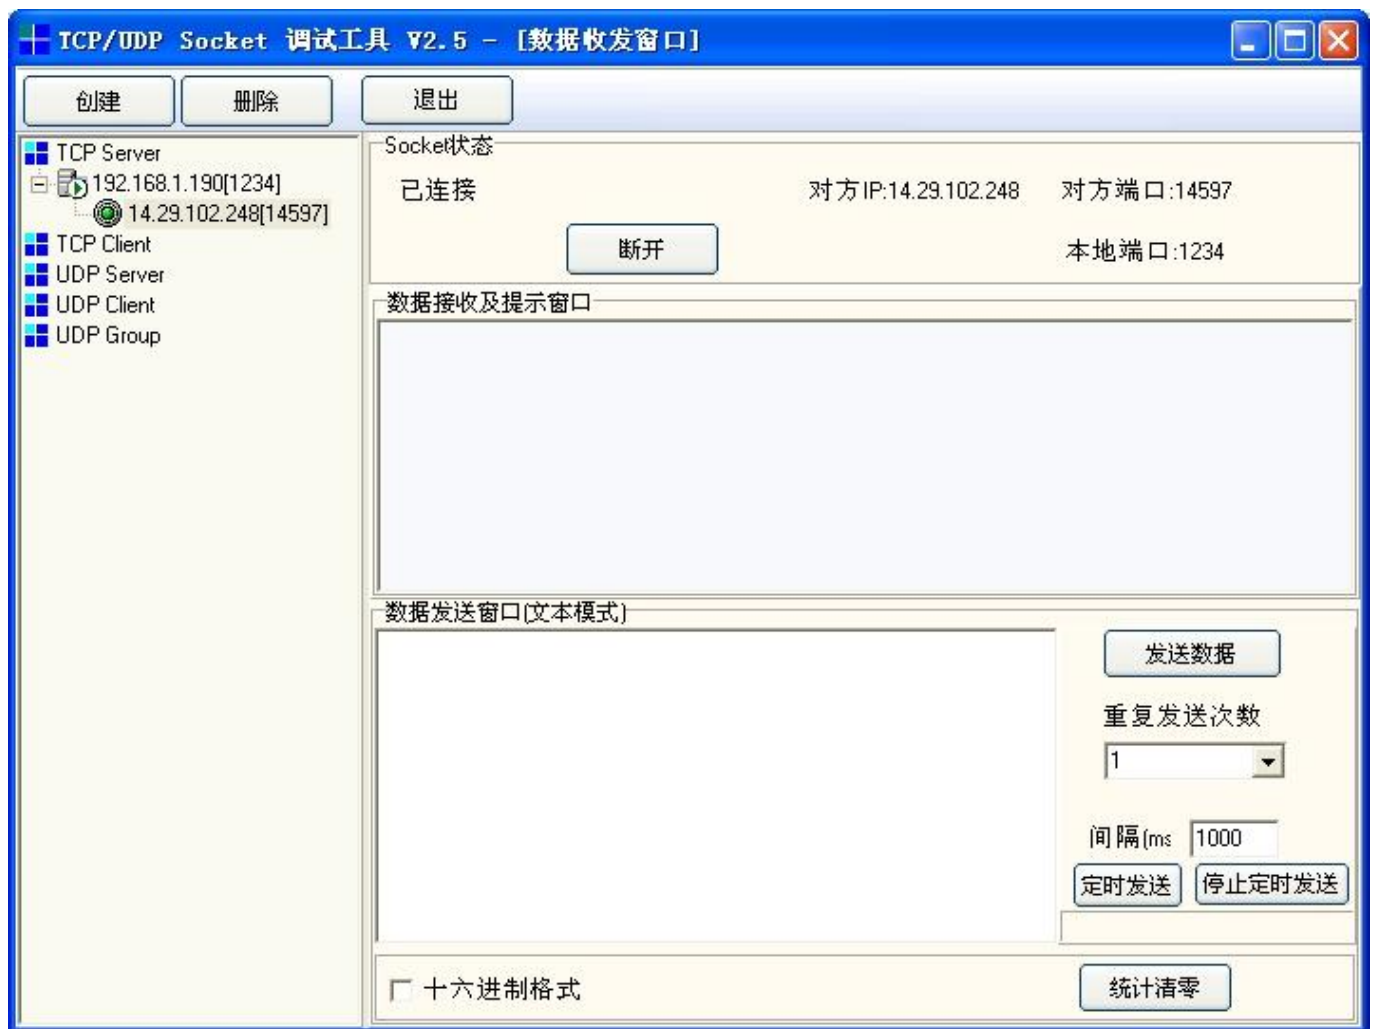 TCP/UDP Socket 调试工具 V2.5 - [数据收发窗口]
创建 删除 退出
TCP Server
192.168.1.190[1234]
14.29.102.248[14597]
TCP Client
UDP Server
UDP Client
UDP Group
Socket状态
已连接 对方IP:14.29.102.248 对方端口:14597
断开 本地端口:1234
数据接收及提示窗口
数据发送窗口(文本模式)
发送数据
重复发送次数
1
间隔(ms 1000
定时发送 停止定时发送
十六进制格式 统计清零